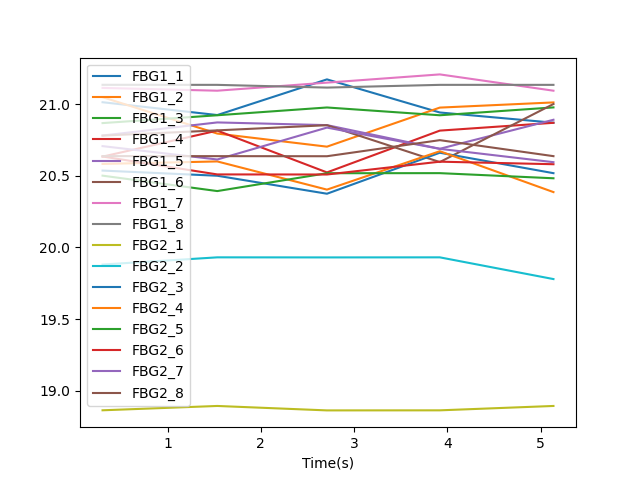 21.0
20.5
20.0
19.5
19.0
FBG1_1
FBG1_2
FBG1_3
FBG1_4
FBG1_5
FBG1_6
FBG1_7
FBG1_8
FBG2_1
FBG2_2
FBG2_3
FBG2_4
FBG2_5
FBG2_6
FBG2_7
FBG2_8
1 2 3 4 5
Time(s)